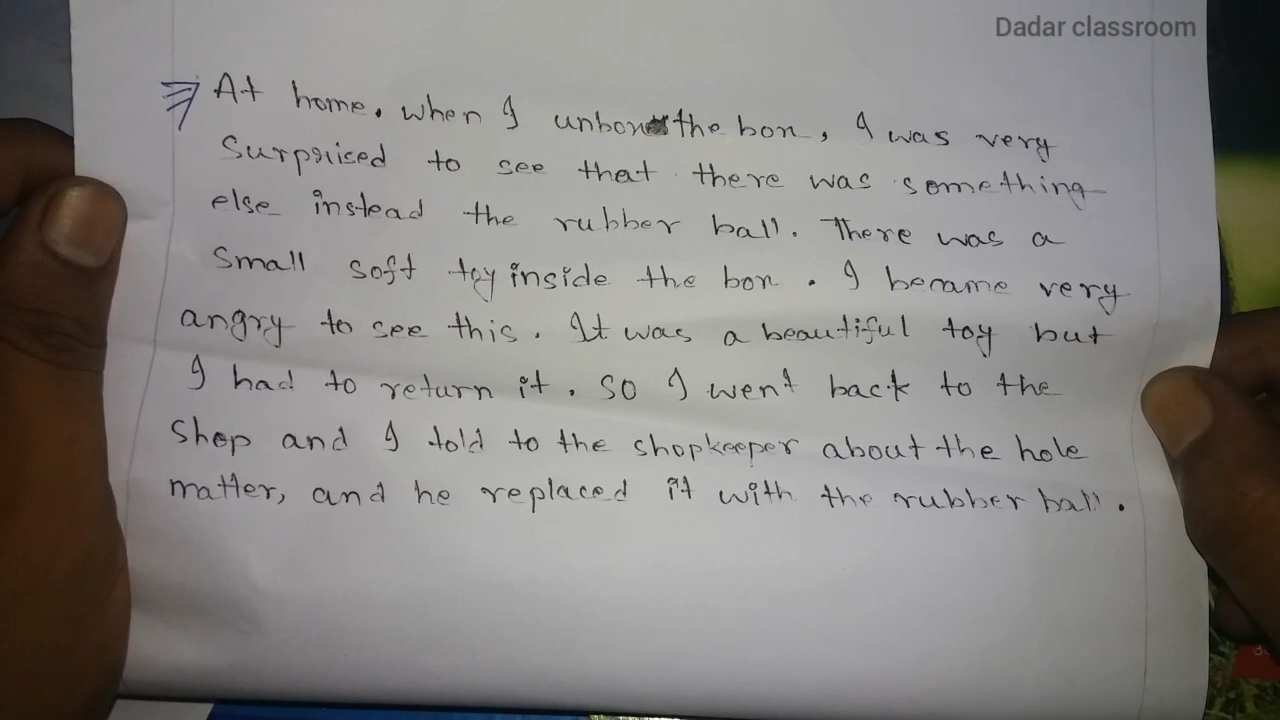 Dadar classroom
At home, when I unbox the box, I was very
Surprised to see that there was something
else instead the rubber ball. There was a
Small soft toy inside the box. I became very
angry to see this. It was a beautiful toy but
I had to return it. SO I went back to the
Shop and I told to the shopkeeper about the hole
matter, and he replaced it with the rubber ball.